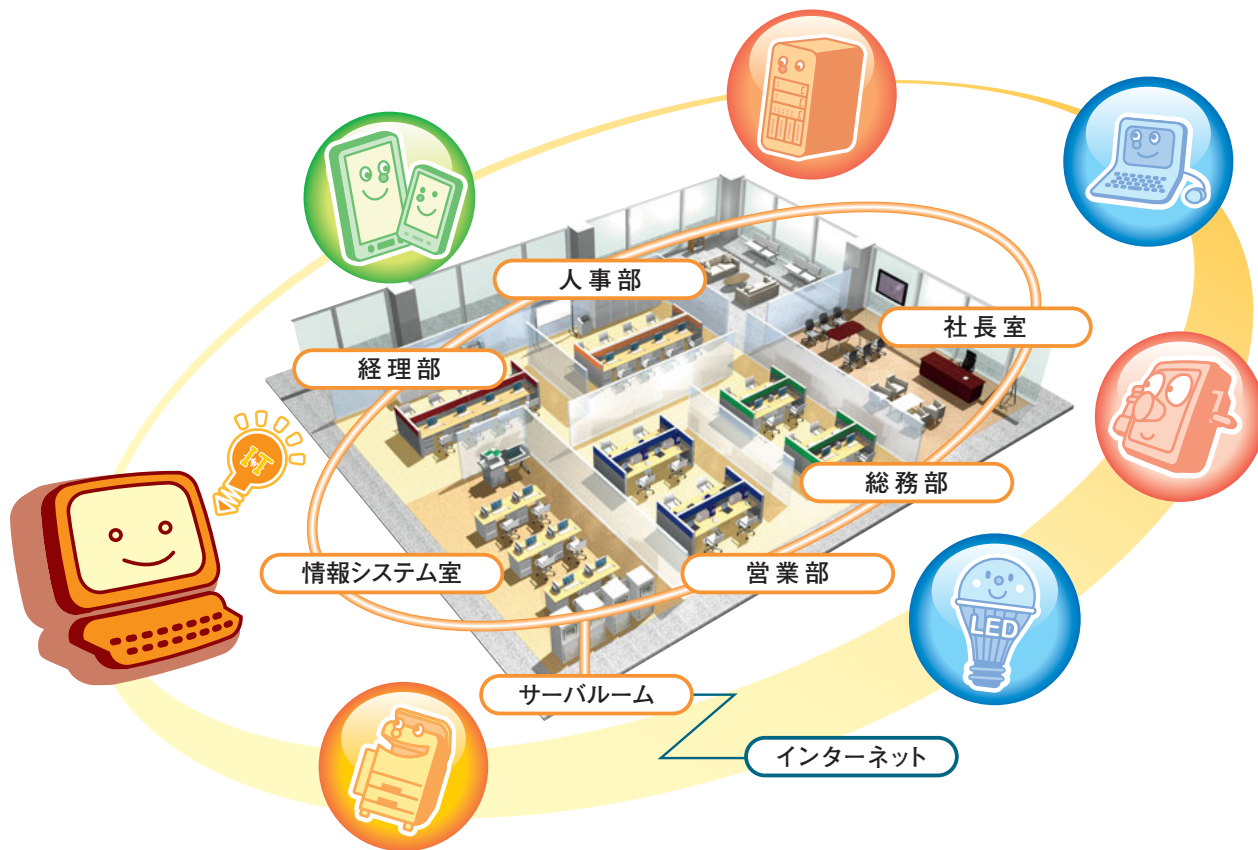 人事部
社長室
経理部
I&T
総務部
情報システム室
営業部
LED
サーバルーム
インターネット